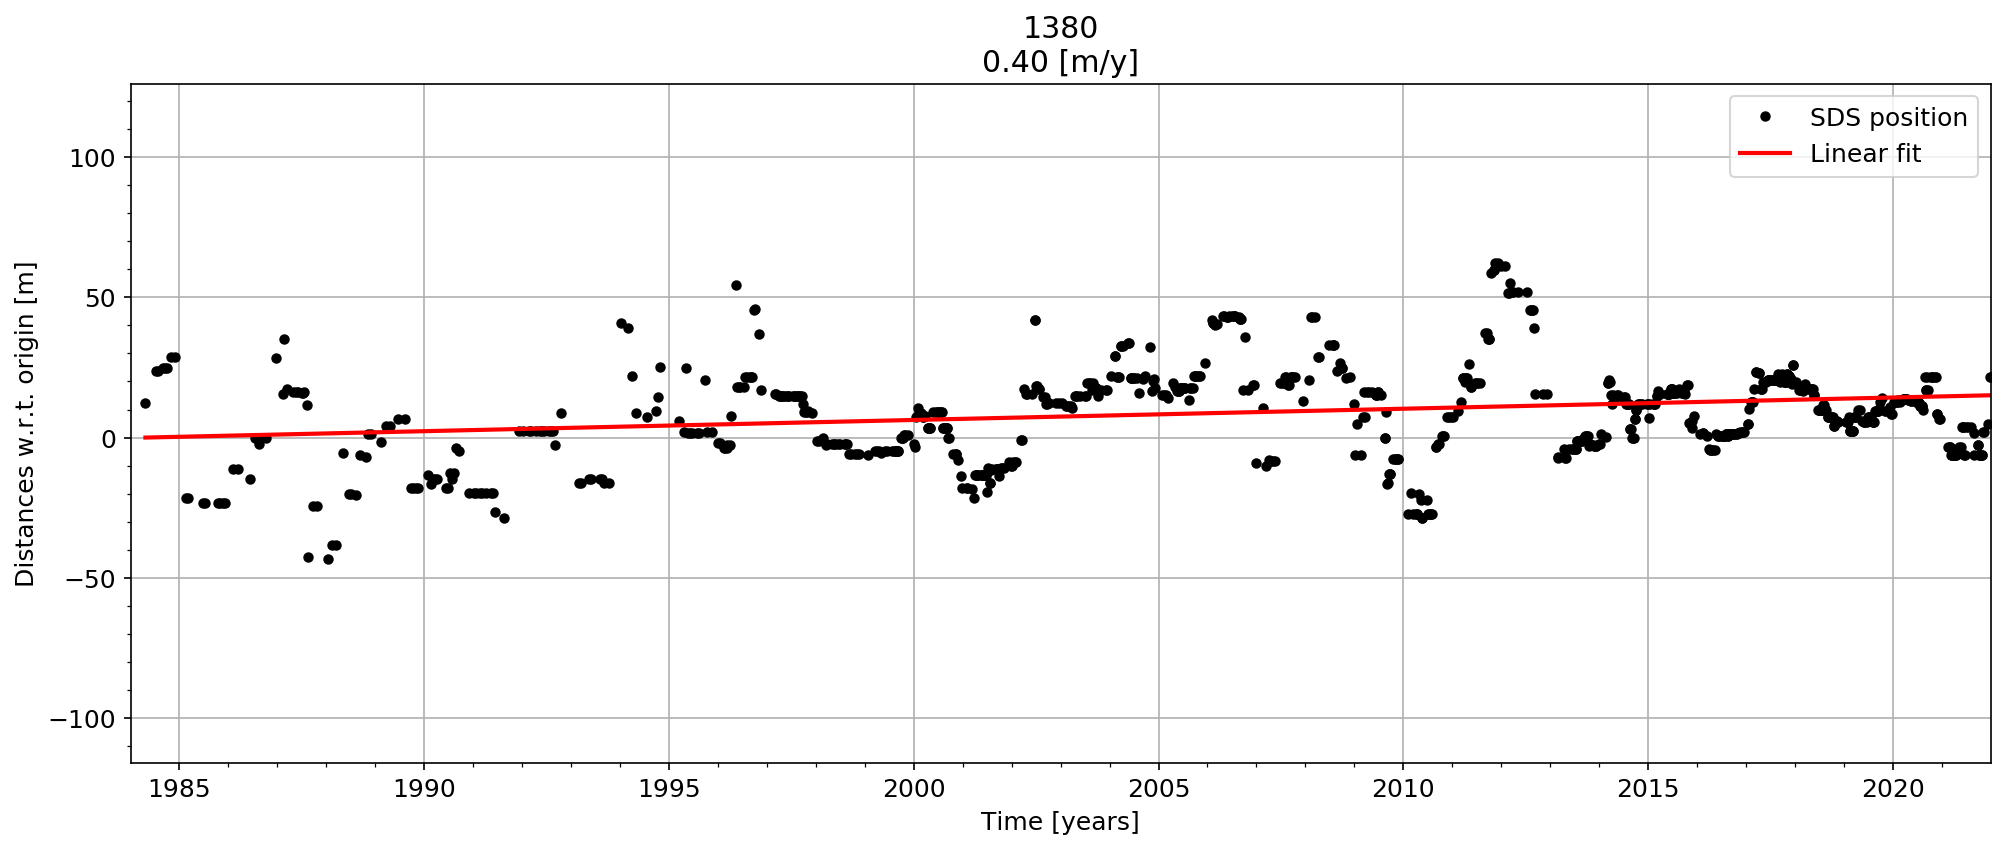 1380
0.40 [m/y]
SDS position
Linear fit
Distances w.r.t. origin [m]
100
50
0
−50
−100
1985 1990 1995 2000 2005 2010 2015 2020
Time [years]